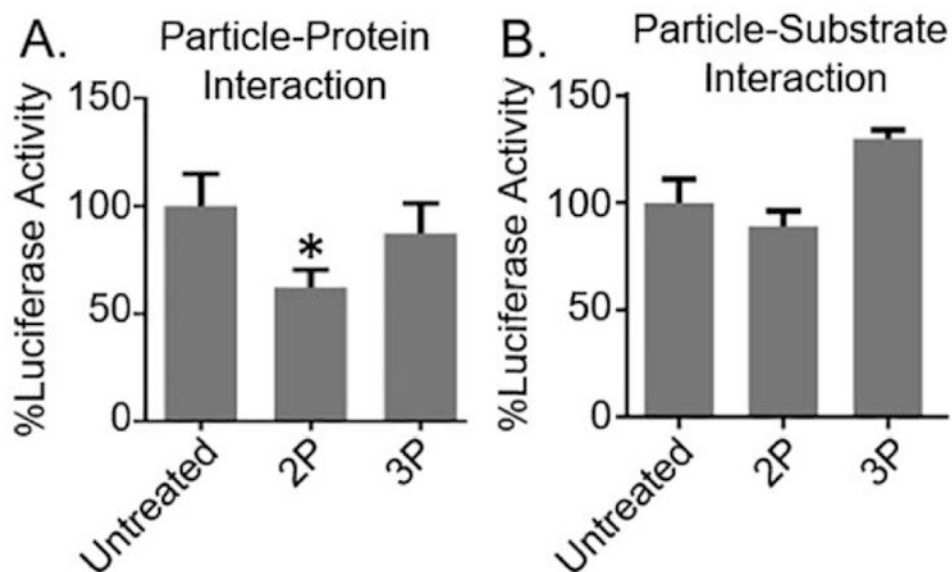 A.
Particle-Protein
Interaction
%Luciferase Activity
150
100
50
0
*
Untreated
2P
3P
B.
Particle-Substrate
Interaction
%Luciferase Activity
150
100
50
0
Untreated
2P
3P